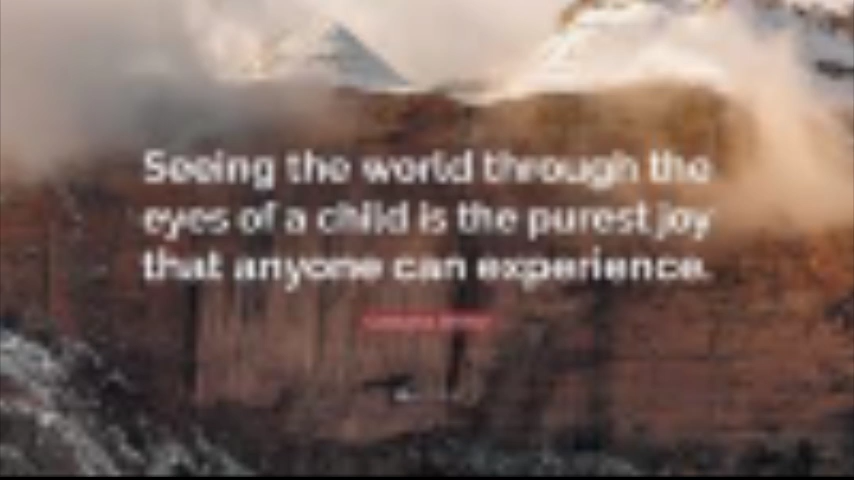 Seeing the world through the
eyes of a child is the purest joy
that anyone can experience.